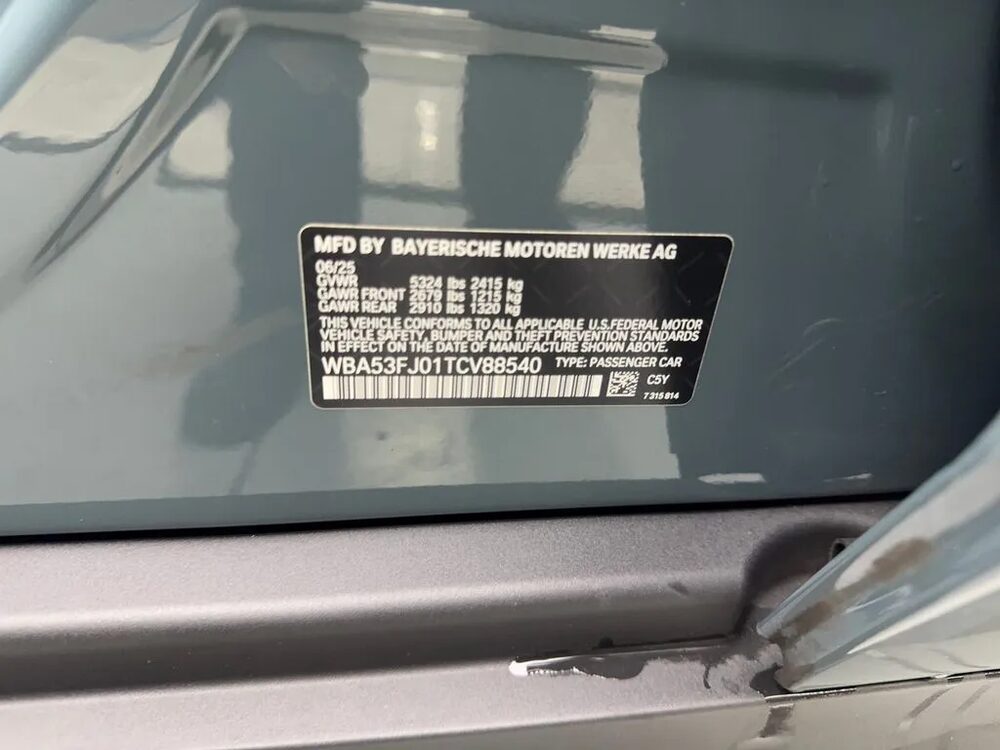 MFD BY BAYERISCHE MOTOREN WERKE AG
06/25
GVWR 5324 lbs 2415 kg
GAWR FRONT 2679 lbs 1215 kg
GAWR REAR 2910 lbs 1320 kg
THIS VEHICLE CONFORMS TO ALL APPLICABLE U.S.FEDERAL MOTOR
VEHICLE SAFETY, BUMPER AND THEFT PREVENTION STANDARDS
IN EFFECT ON THE DATE OF MANUFACTURE SHOWN ABOVE.
WBA53FJ01TCV88540 TYPE: PASSENGER CAR
C5Y
7 315 814